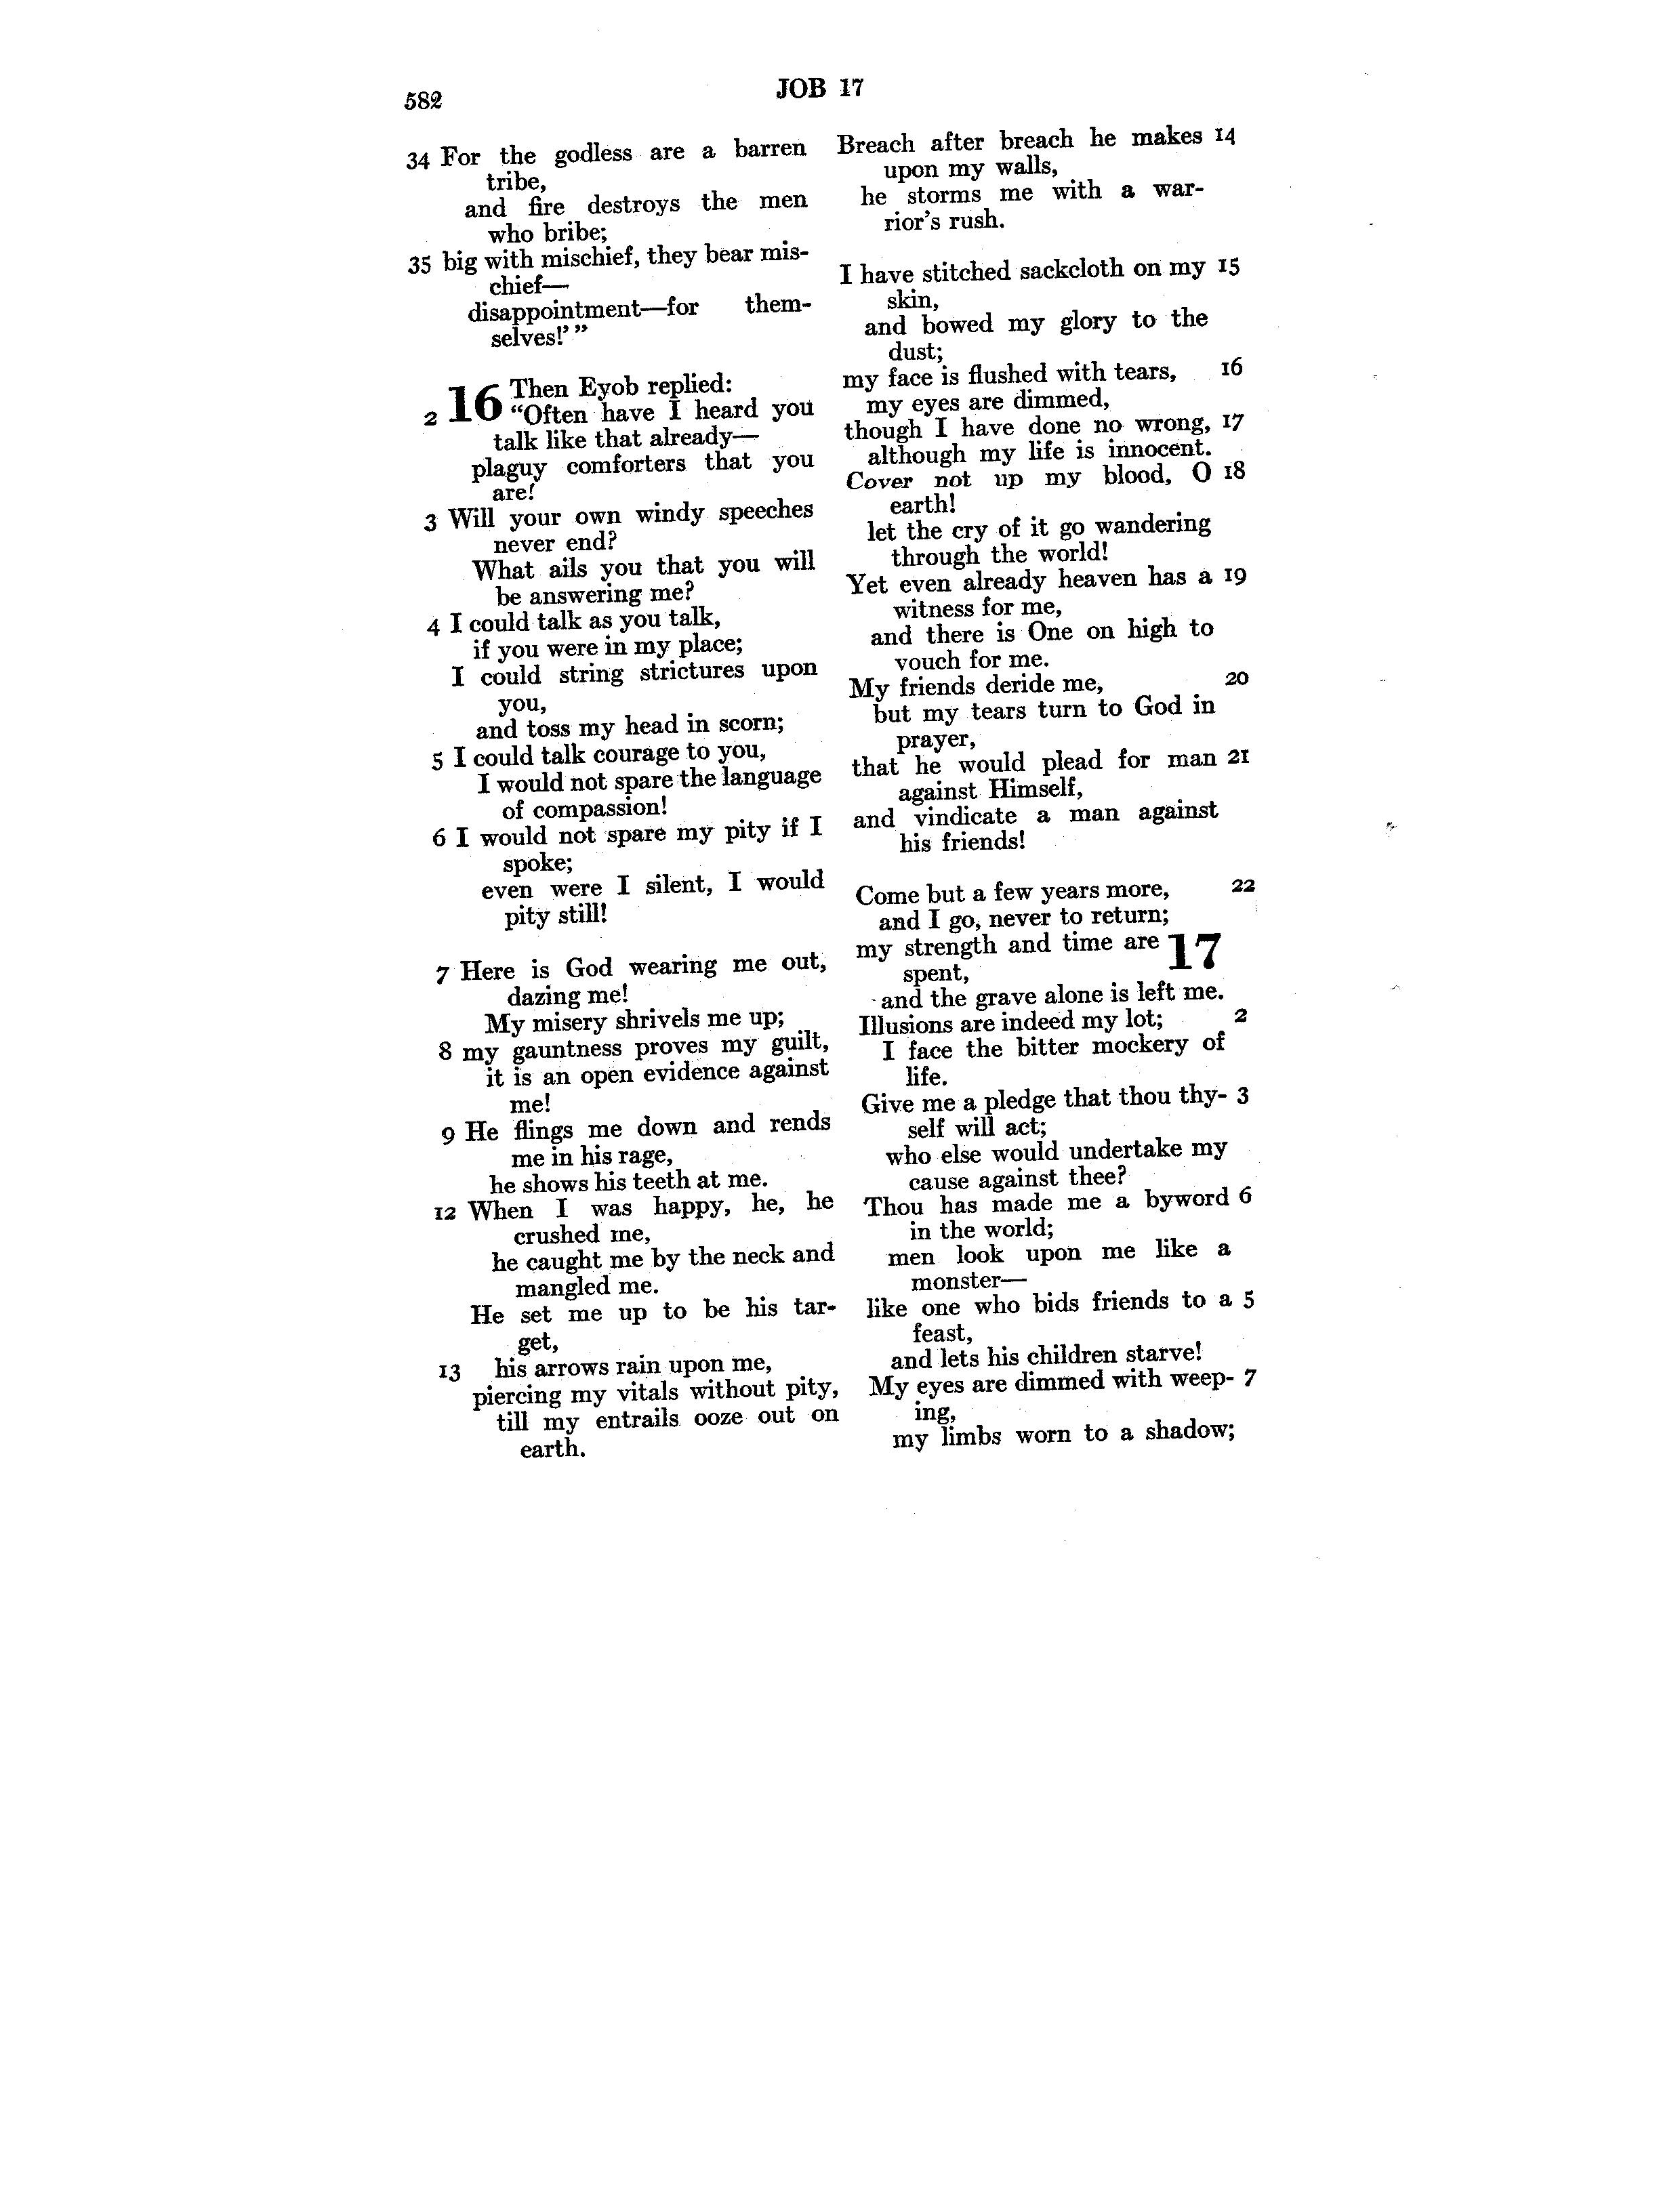 582
JOB 17
34 For the godless are a barren
tribe,
and fire destroys the men
who bribe;
35 big with mischief, they bear mis-
chief—
disappointment—for them-
selves!’”
16 Then Eyob replied:
2 “Often have I heard you
talk like that already—
plaguy comforters that you
are!
3 Will your own windy speeches
never end?
What ails you that you will
be answering me?
4 I could talk as you talk,
if you were in my place;
I could string strictures upon
you,
and toss my head in scorn;
5 I could talk courage to you,
I would not spare the language
of compassion!
6 I would not spare my pity if I
spoke;
even were I silent, I would
pity still!
7 Here is God wearing me out,
dazing me!
My misery shrivels me up;
8 my gauntness proves my guilt,
it is an open evidence against
me!
9 He flings me down and rends
me in his rage,
he shows his teeth at me.
12 When I was happy, he, he
crushed me,
he caught me by the neck and
mangled me.
He set me up to be his tar-
get,
13 his arrows rain upon me,
piercing my vitals without pity,
till my entrails ooze out on
earth.
Breach after breach he makes 14
upon my walls,
he storms me with a war-
rior's rush.
I have stitched sackcloth on my 15
skin,
and bowed my glory to the
dust;
my face is flushed with tears, 16
my eyes are dimmed,
though I have done no wrong, 17
although my life is innocent.
Cover not up my blood, O 18
earth!
let the cry of it go wandering
through the world!
Yet even already heaven has a 19
witness for me,
and there is One on high to
vouch for me.
My friends deride me, 20
but my tears turn to God in
prayer,
that he would plead for man 21
against Himself,
and vindicate a man against
his friends!
Come but a few years more, 22
and I go, never to return;
my strength and time are 17
spent,
and the grave alone is left me.
Illusions are indeed my lot; 2
I face the bitter mockery of
life.
Give me a pledge that thou thy- 3
self will act;
who else would undertake my
cause against thee?
Thou has made me a byword 6
in the world;
men look upon me like a
monster—
like one who bids friends to a 5
feast,
and lets his children starve!
My eyes are dimmed with weep- 7
ing,
my limbs worn to a shadow;